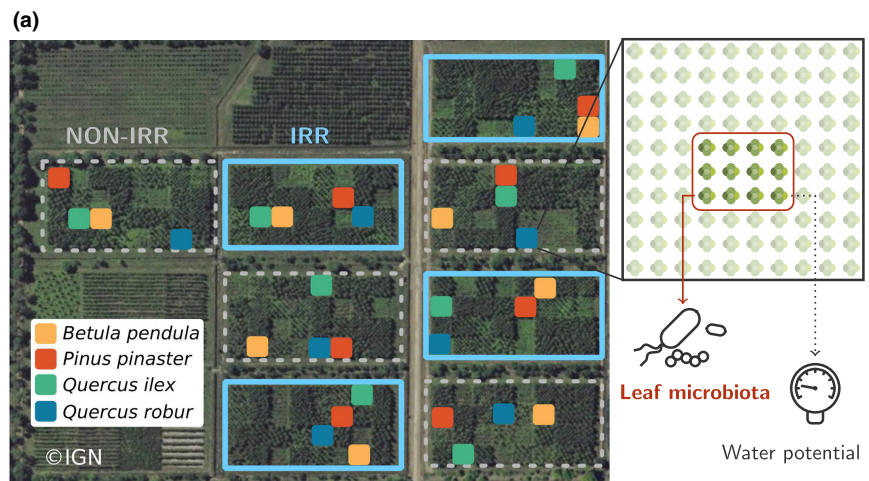 (a)
NON-IRR
IRR
Betula pendula
Pinus pinaster
Quercus ilex
Quercus robur
©IGN
Leaf microbiota
Water potential